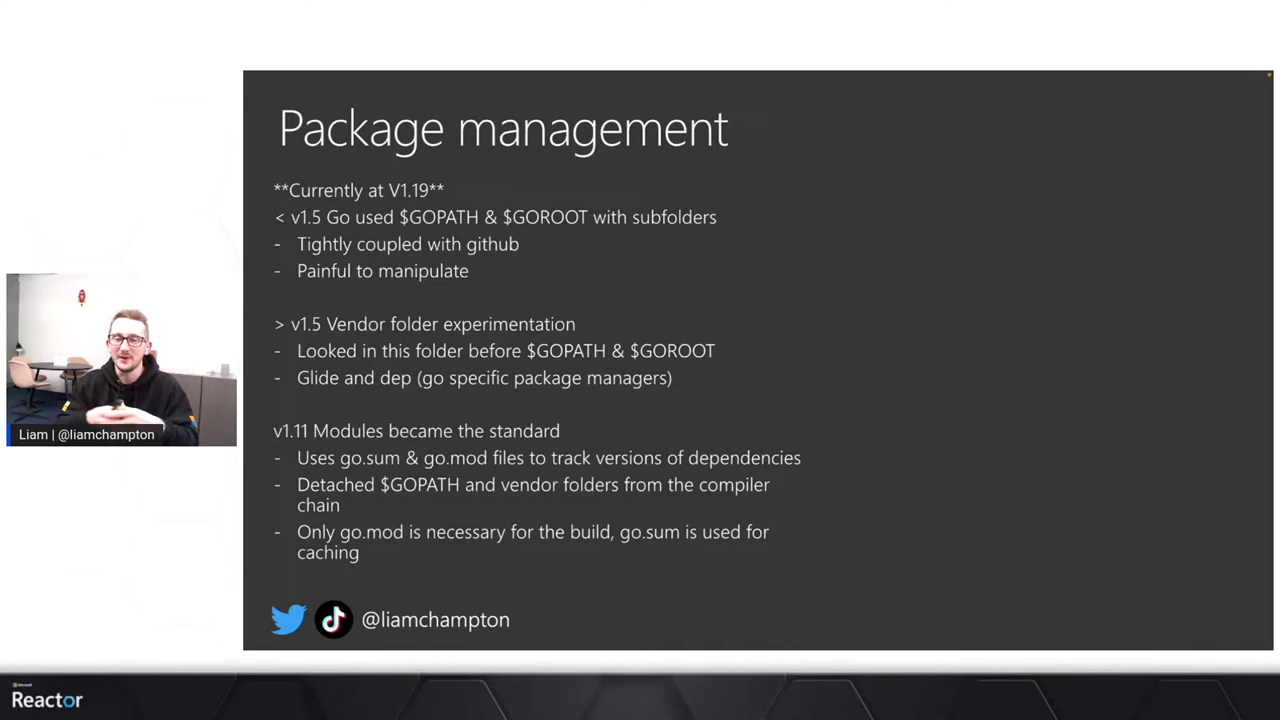 Package management
**Currently at V1.19**
< v1.5 Go used $GOPATH & $GOROOT with subfolders
- Tightly coupled with github
- Painful to manipulate
> v1.5 Vendor folder experimentation
- Looked in this folder before $GOPATH & $GOROOT
- Glide and dep (go specific package managers)
v1.11 Modules became the standard
- Uses go.sum & go.mod files to track versions of dependencies
- Detached $GOPATH and vendor folders from the compiler
chain
- Only go.mod is necessary for the build, go.sum is used for
caching
@liamchampton
Liam | @liamchampton
Microsoft
Reactor